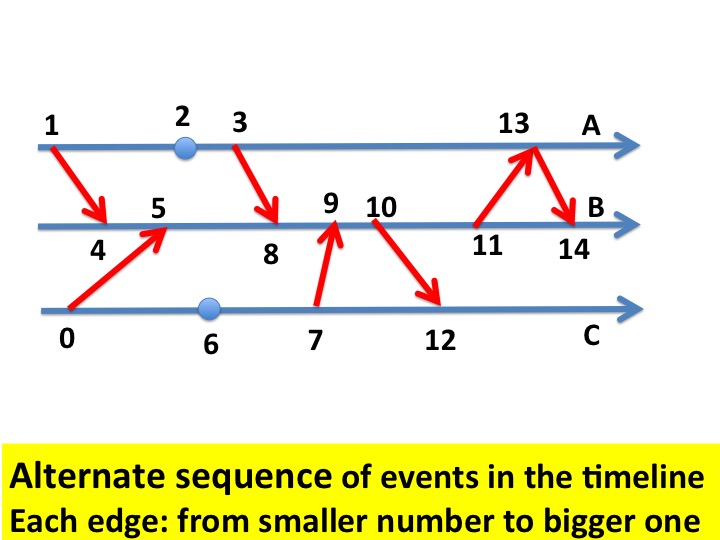 1 2 3 13 A
5 9 10 B
4 8 11 14
0 6 7 12 C
Alternate sequence of events in the timeline
Each edge: from smaller number to bigger one